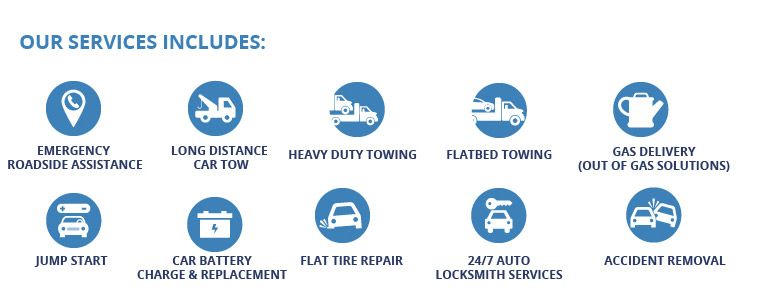 OUR SERVICES INCLUDES:
EMERGENCY
ROADSIDE ASSISTANCE
LONG DISTANCE
CAR TOW
HEAVY DUTY TOWING
FLATBED TOWING
GAS DELIVERY
(OUT OF GAS SOLUTIONS)
JUMP START
CAR BATTERY
CHARGE & REPLACEMENT
FLAT TIRE REPAIR
24/7 AUTO
LOCKSMITH SERVICES
ACCIDENT REMOVAL